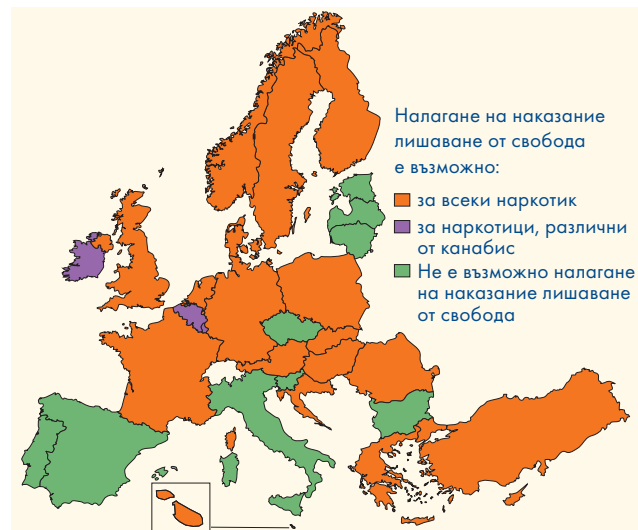 Налагане на наказание
лишаване от свобода
е възможно:
за всеки наркотик
за наркотици, различни
от канабис
Не е възможно налагане
на наказание лишаване
от свобода